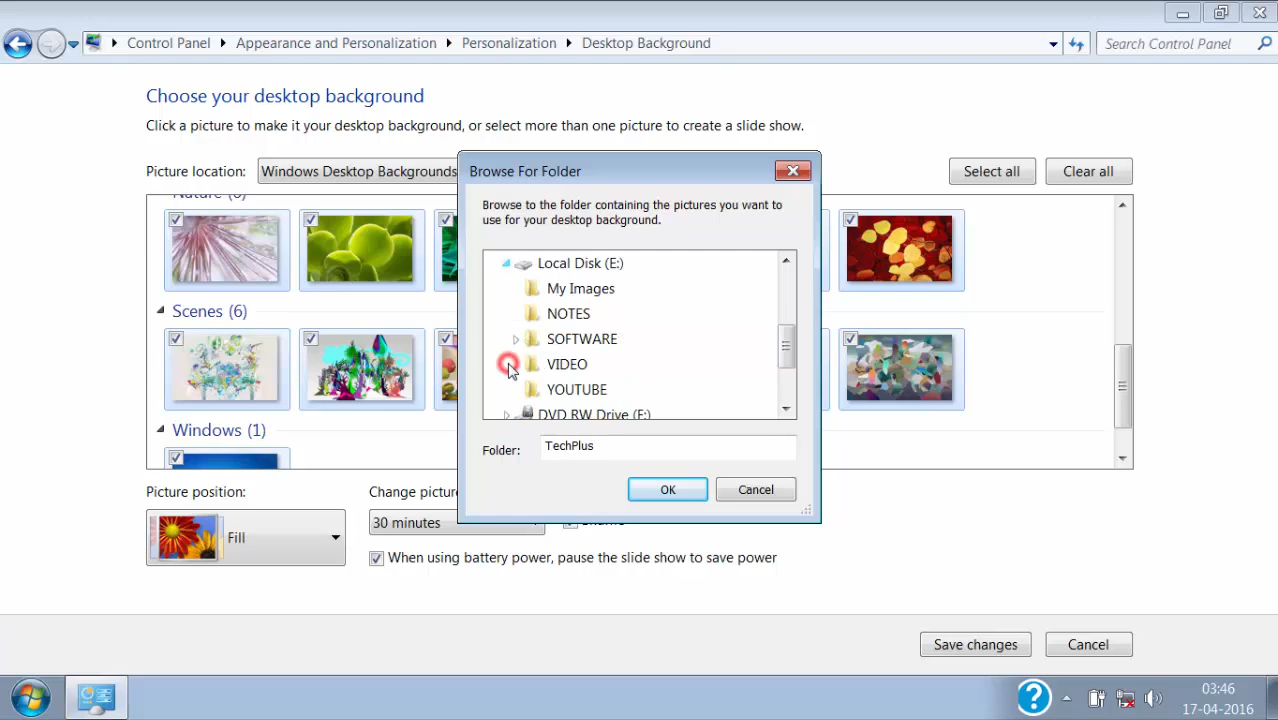 Control Panel Appearance and Personalization Personalization Desktop Background
Search Control Panel
Choose your desktop background
Click a picture to make it your desktop background, or select more than one picture to create a slide show.
Picture location: Windows Desktop Backgrounds
Select all Clear all
Nature (6)
Scenes (6)
Windows (1)
Browse For Folder
Browse to the folder containing the pictures you want to
use for your desktop background.
Local Disk (E:)
My Images
NOTES
SOFTWARE
VIDEO
YOUTUBE
DVD RW Drive (F:)
Folder: TechPlus
OK Cancel
Picture position: Change pictu
Fill
30 minutes
When using battery power, pause the slide show to save power
Save changes Cancel
03:46
17-04-2016